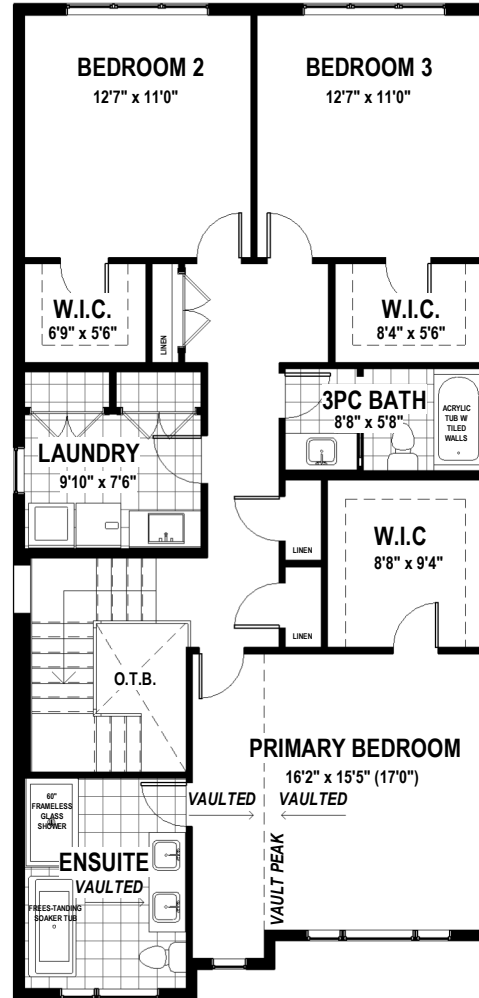 BEDROOM 2
12'7" x 11'0"
BEDROOM 3
12'7" x 11'0"
W.I.C.
6'9" x 5'6"
LINEN
W.I.C.
8'4" x 5'6"
3PC BATH
8'8" x 5'8"
ACRYLIC
TUB W
TILED
WALLS
LAUNDRY
9'10" x 7'6"
W.I.C
8'8" x 9'4"
LINEN
LINEN
O.T.B.
PRIMARY BEDROOM
16'2" x 15'5" (17'0")
VAULTED
VAULTED
VAULT PEAK
60"
FRAMELESS
GLASS
SHOWER
ENSUITE
VAULTED
FREES-TANDING
SOAKER TUB